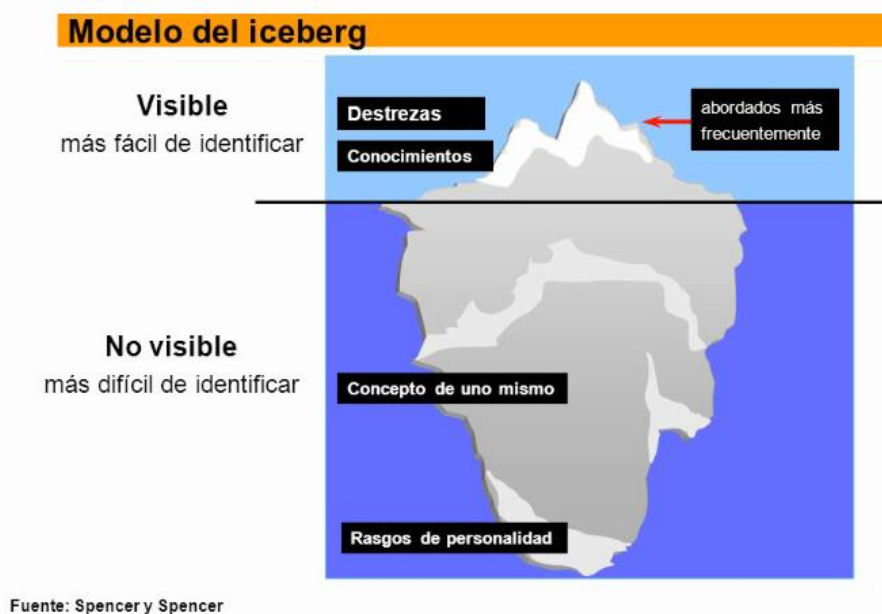 Modelo del iceberg
Visible
más fácil de identificar
Destrezas
Conocimientos
abordados más
frecuentemente
No visible
más difícil de identificar
Concepto de uno mismo
Rasgos de personalidad
Fuente: Spencer y Spencer